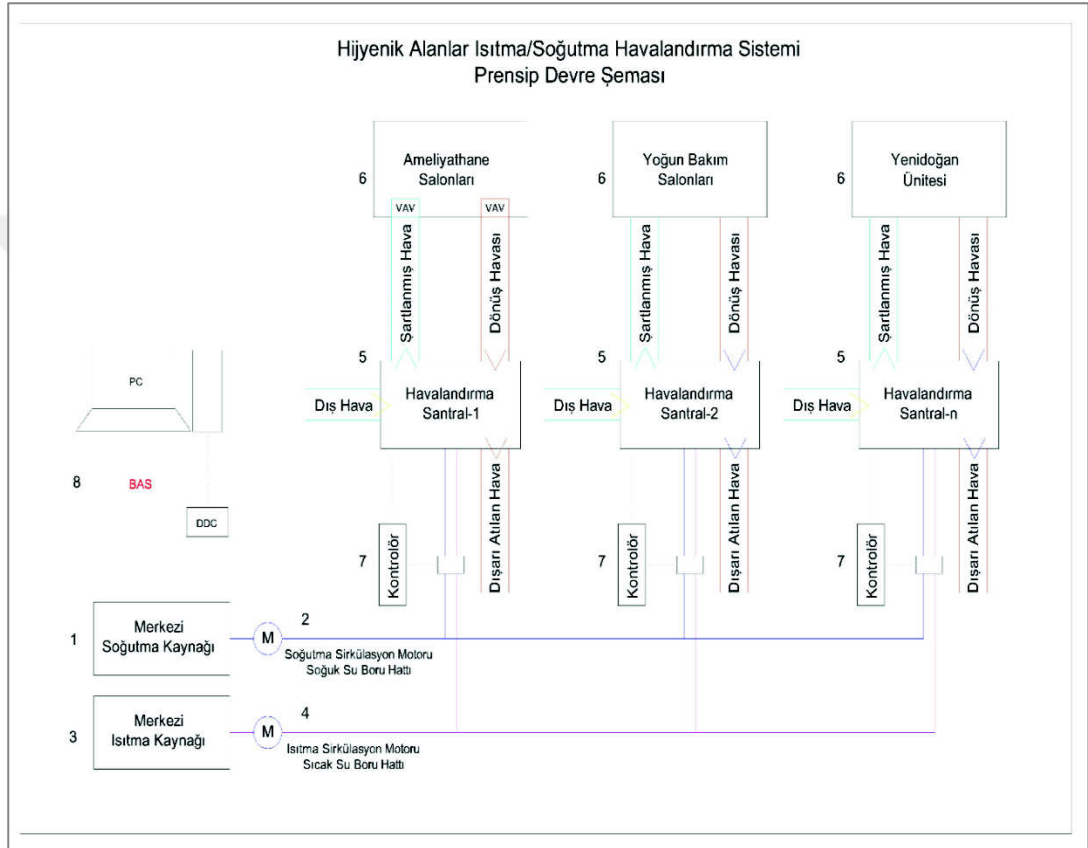 Hijyenik Alanlar Isıtma/Soğutma Havalandırma Sistemi
Prensip Devre Şeması
6
Ameliyathane
Salonları
VAV
VAV
6
Yoğun Bakım
Salonları
6
Yenidoğan
Ünitesi
Şartlanmış Hava
Dönüş Havası
Şartlanmış Hava
Dönüş Havası
Şartlanmış Hava
Dönüş Havası
5
Dış Hava
Havalandırma
Santral-1
5
Dış Hava
Havalandırma
Santral-2
5
Dış Hava
Havalandırma
Santral-n
PC
8
BAS
DDC
7
Kontrolör
Dışarı Atılan Hava
7
Kontrolör
Dışarı Atılan Hava
7
Kontrolör
Dışarı Atılan Hava
1
Merkezi
Soğutma Kaynağı
M
2
Soğutma Sirkülasyon Motoru
Soğuk Su Boru Hattı
3
Merkezi
Isıtma Kaynağı
M
4
Isıtma Sirkülasyon Motoru
Sıcak Su Boru Hattı